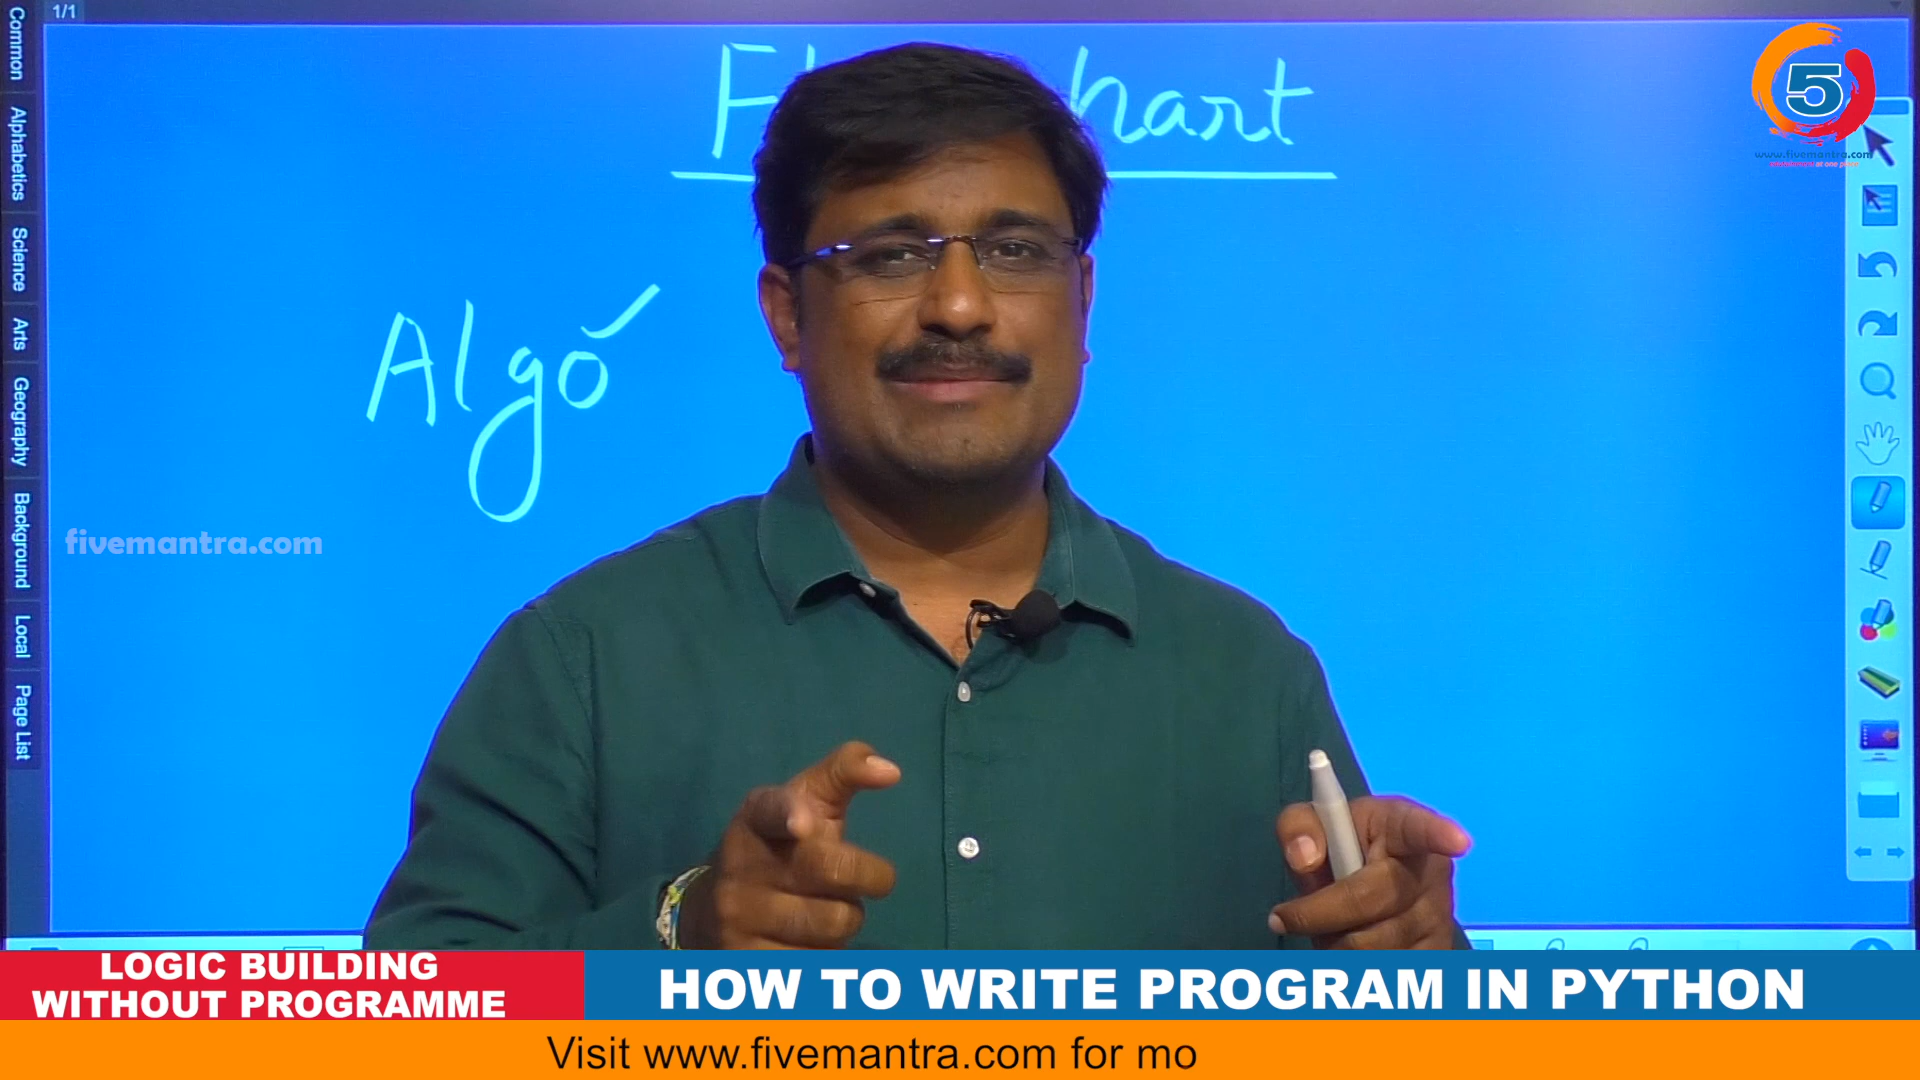 1/1
Common
Alphabetics
Science
Arts
Geography
Background
Local
Page List
hart
Algo
5
www.fivemantra.com
fivemantra.com
LOGIC BUILDING
WITHOUT PROGRAMME
HOW TO WRITE PROGRAM IN PYTHON
Visit www.fivemantra.com for mo